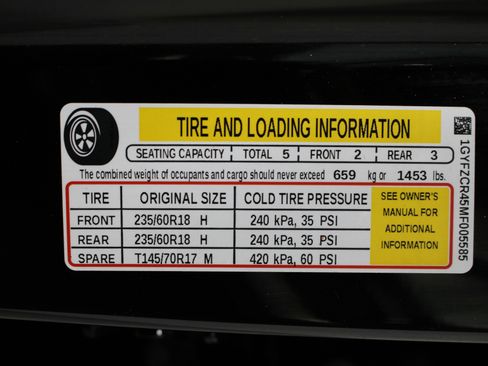 TIRE AND LOADING INFORMATION
SEATING CAPACITY TOTAL 5 FRONT 2 REAR 3
The combined weight of occupants and cargo should never exceed 659 kg or 1453 lbs.
TIRE ORIGINAL SIZE COLD TIRE PRESSURE
FRONT 235/60R18 H 240 kPa, 35 PSI
REAR 235/60R18 H 240 kPa, 35 PSI
SPARE T145/70R17 M 420 kPa, 60 PSI
SEE OWNER'S
MANUAL FOR
ADDITIONAL
INFORMATION
1GYFZCR45MF005585